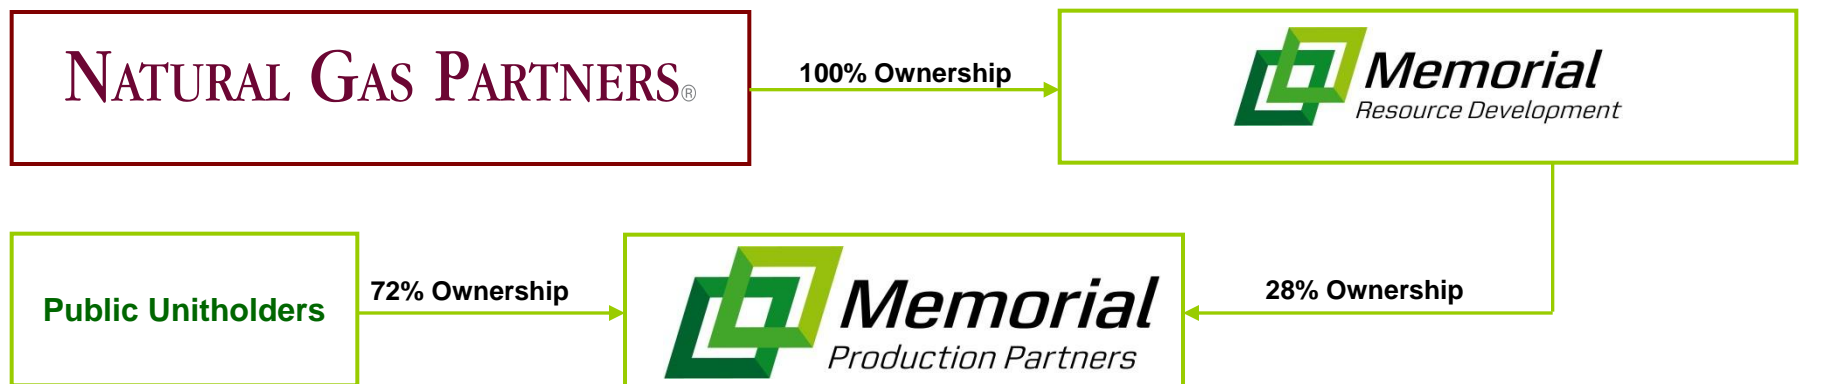 NATURAL GAS PARTNERS®
100% Ownership
Memorial
Resource Development
Public Unitholders
72% Ownership
Memorial
Production Partners
28% Ownership